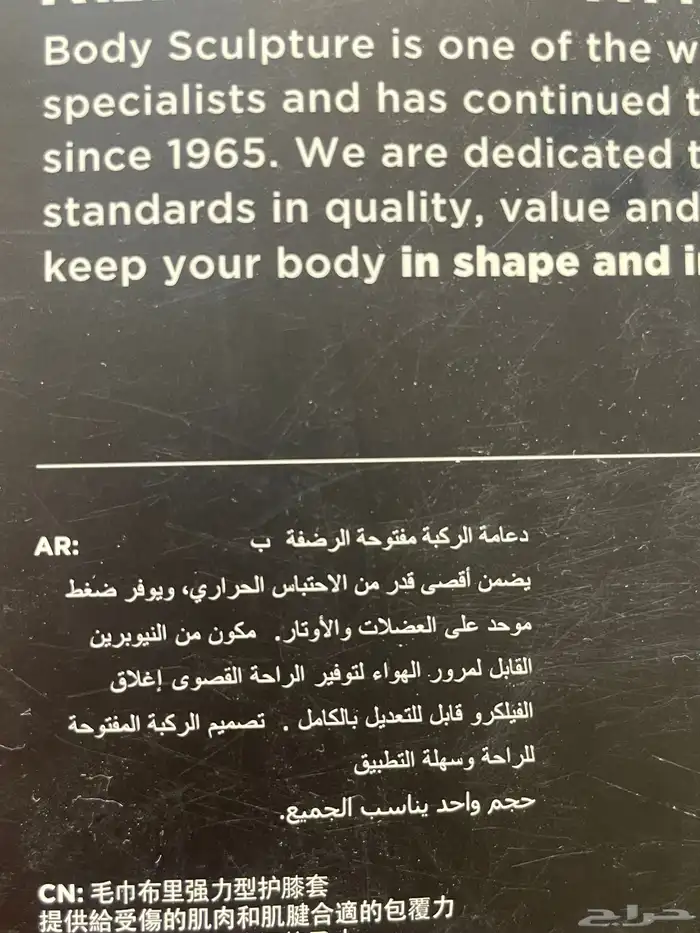 Body Sculpture is one of the w
specialists and has continued t
since 1965. We are dedicated t
standards in quality, value and
keep your body in shape and i
AR:
دعامة الركبة مفتوحة الرضفة ب
يضمن أقصى قدر من الاحتباس الحراري، ويوفر ضغط
موحد على العضلات والأوتار. مكون من النيوبرين
القابل لمرور الهواء لتوفير الراحة القصوى إغلاق
الفيلكرو قابل للتعديل بالكامل . تصميم الركبة المفتوحة
للراحة وسهلة التطبيق
حجم واحد يناسب الجميع.
CN: 毛巾布里强力型护膝套
提供給受傷的肌肉和肌腱合適的包覆力
حراج